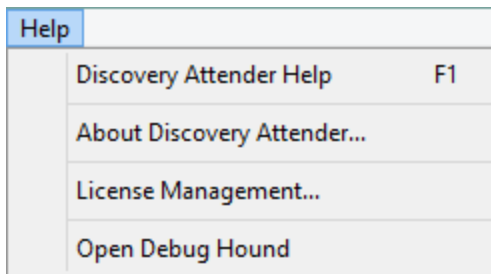 Help
Discovery Attender Help F1
About Discovery Attender...
License Management...
Open Debug Hound